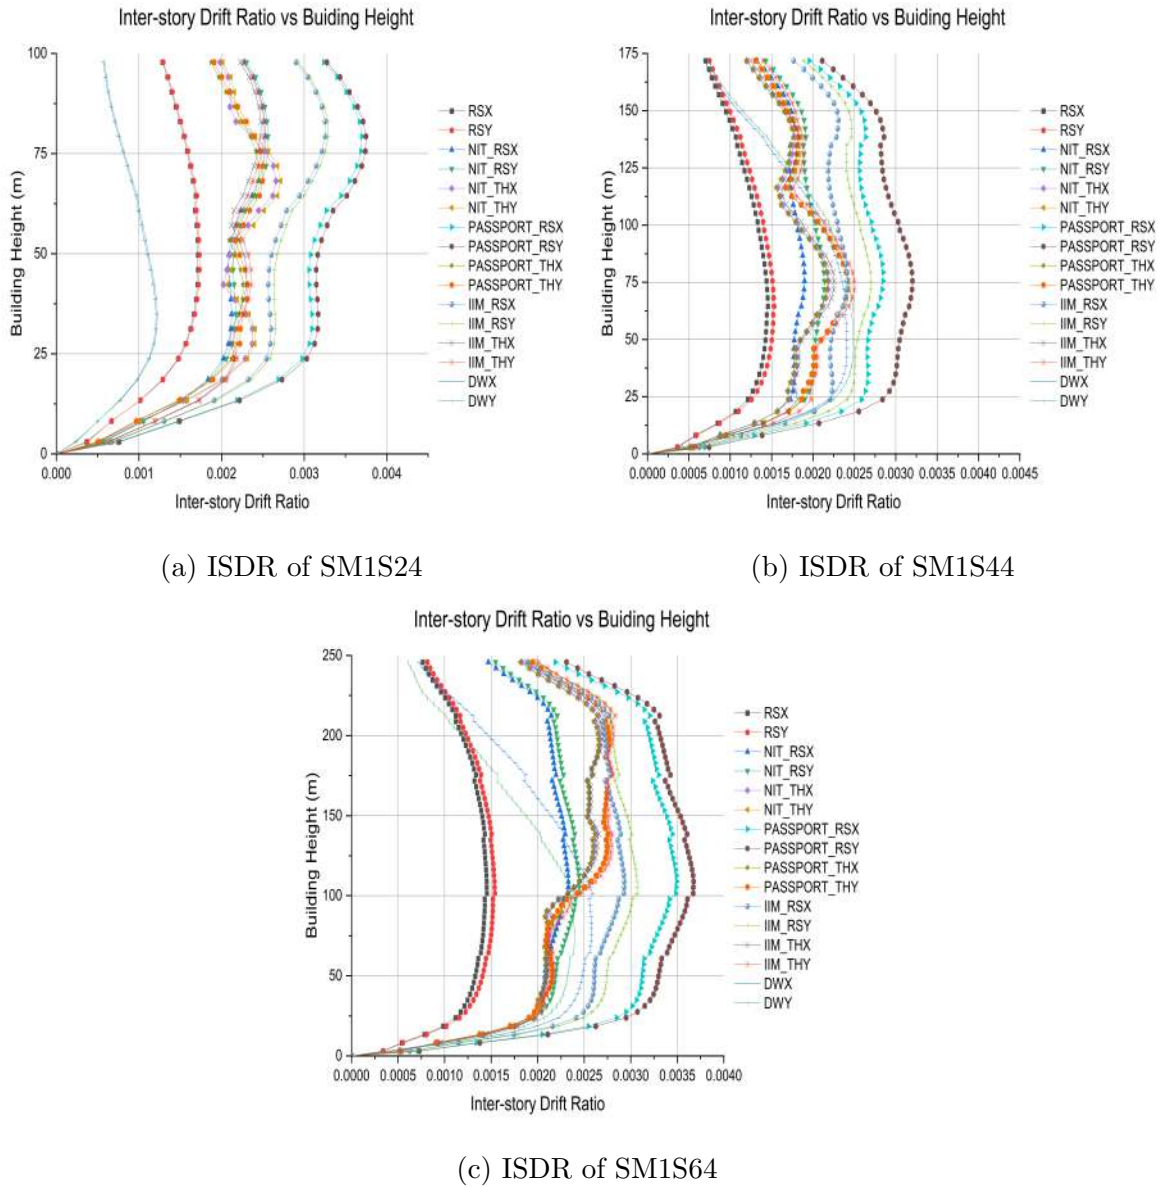 Inter-story Drift Ratio vs Buiding Height
100
75
50
25
0
0.000 0.001 0.002 0.003 0.004
Building Height (m)
Inter-story Drift Ratio
RSX
RSY
NIT_RSX
NIT_RSY
NIT_THX
NIT_THY
PASSPORT_RSX
PASSPORT_RSY
PASSPORT_THX
PASSPORT_THY
IIM_RSX
IIM_RSY
IIM_THX
IIM_THY
DWX
DWY
(a) ISDR of SM1S24
Inter-story Drift Ratio vs Buiding Height
175
150
125
100
75
50
25
0
0.0000 0.0005 0.0010 0.0015 0.0020 0.0025 0.0030 0.0035 0.0040 0.0045
Building Height (m)
Inter-story Drift Ratio
RSX
RSY
NIT_RSX
NIT_RSY
NIT_THX
NIT_THY
PASSPORT_RSX
PASSPORT_RSY
PASSPORT_THX
PASSPORT_THY
IIM_RSX
IIM_RSY
IIM_THX
IIM_THY
DWX
DWY
(b) ISDR of SM1S44
Inter-story Drift Ratio vs Buiding Height
250
200
150
100
50
0
0.0000 0.0005 0.0010 0.0015 0.0020 0.0025 0.0030 0.0035 0.0040
Building Height (m)
Inter-story Drift Ratio
RSX
RSY
NIT_RSX
NIT_RSY
NIT_THX
NIT_THY
PASSPORT_RSX
PASSPORT_RSY
PASSPORT_THX
PASSPORT_THY
IIM_RSX
IIM_RSY
IIM_THX
IIM_THY
DWX
DWY
(c) ISDR of SM1S64